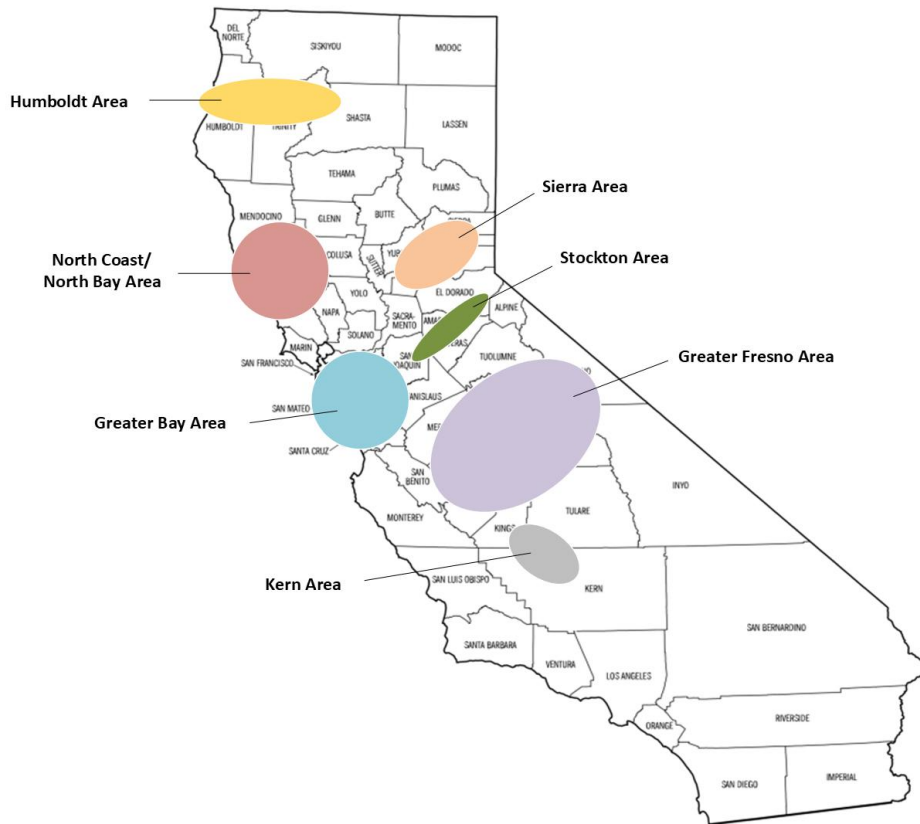 DEL
NORTE
SISKIYOU
MODOC
Humboldt Area
HUMBOLDT
TRINITY
SHASTA
LASSEN
TEHAMA
PLUMAS
Sierra Area
MENDOCINO
GLENN
BUTTE
North Coast/
North Bay Area
COLUSA
SUTTER
Stockton Area
YOLO
EL DORADO
NAPA
SACRA-
MENTO
ALPINE
SOLANO
MARIN
SAN FRANCISCO
TUOLUMNE
Greater Fresno Area
SAN MATEO
Greater Bay Area
SANTA CRUZ
SAN
BENITO
INYO
MONTEREY
TULARE
Kern Area
SAN LUIS OBISPO
KERN
SAN BERNARDINO
SANTA BARBARA
VENTURA
LOS ANGELES
ORANGE
RIVERSIDE
SAN DIEGO
IMPERIAL